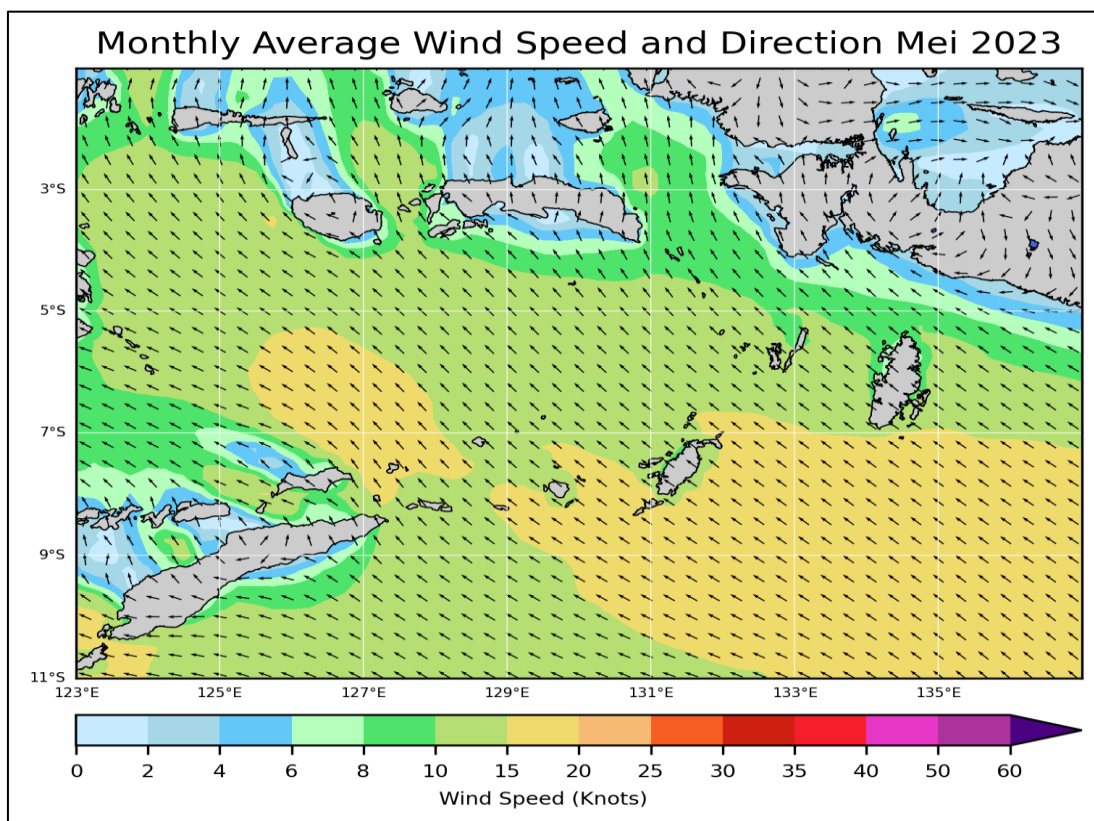 Monthly Average Wind Speed and Direction Mei 2023
3°S
5°S
7°S
9°S
11°S
123°E 125°E 127°E 129°E 131°E 133°E 135°E
0 2 4 6 8 10 15 20 25 30 35 40 50 60
Wind Speed (Knots)